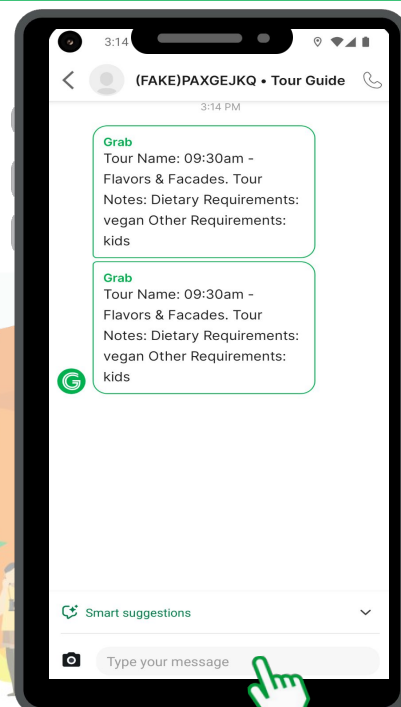 3:14
(FAKE)PAXGEJKQ • Tour Guide
3:14 PM
Grab
Tour Name: 09:30am -
Flavors & Facades. Tour
Notes: Dietary Requirements:
vegan Other Requirements:
kids
Grab
Tour Name: 09:30am -
Flavors & Facades. Tour
Notes: Dietary Requirements:
vegan Other Requirements:
kids
G
Smart suggestions
Type your message